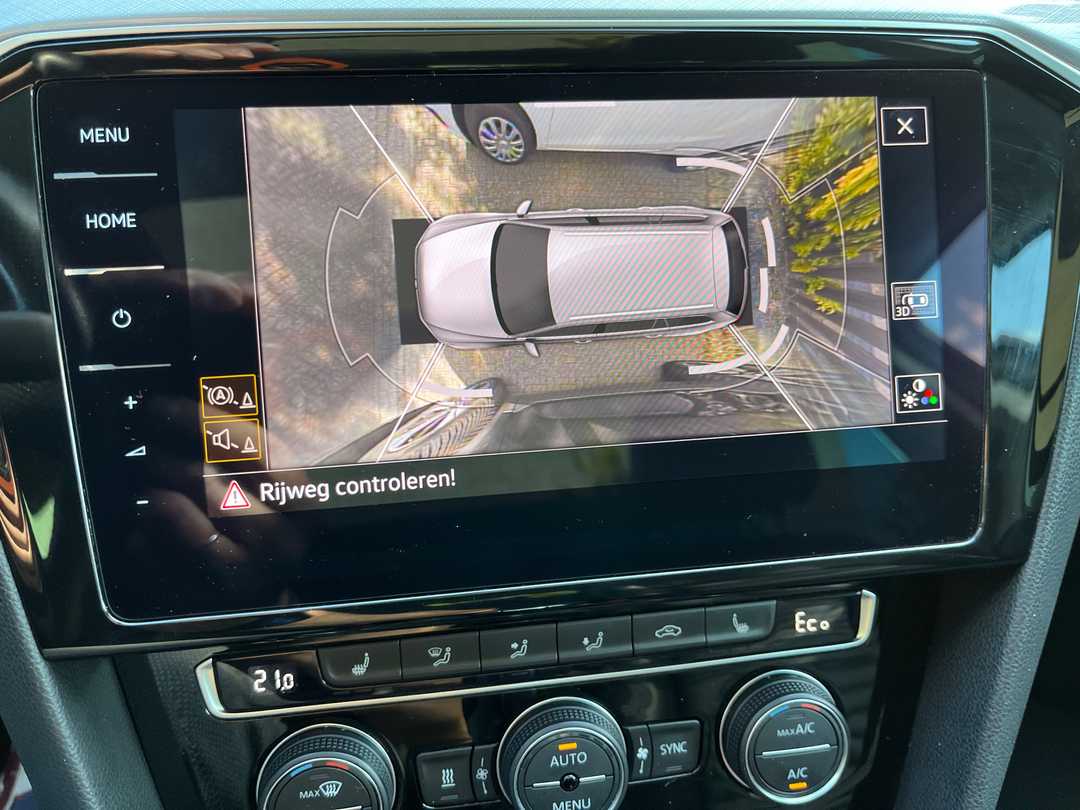 MENU
HOME
3D
A
Rijweg controleren!
21,0
Eco
MAX
AUTO
MENU
SYNC
MAX A/C
A/C